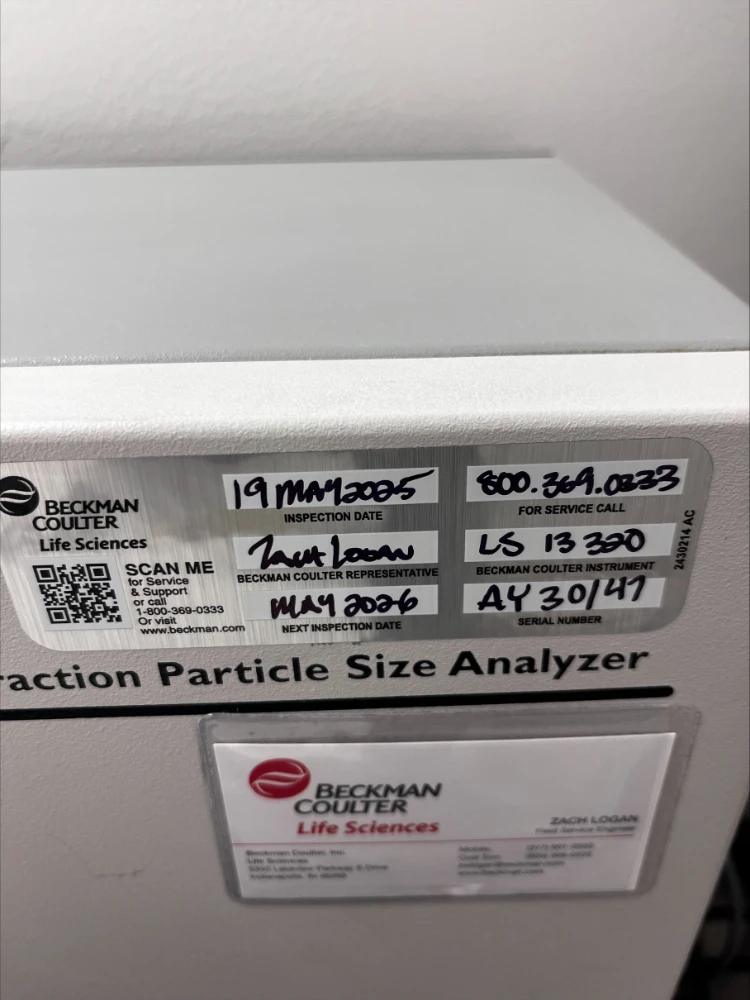 BECKMAN
COULTER
Life Sciences
SCAN ME
for Service
& Support
or call
1-800-369-0333
Or visit
www.beckman.com
19 MAY 2025
INSPECTION DATE
Zach Logan
BECKMAN COULTER REPRESENTATIVE
MAY 2026
NEXT INSPECTION DATE
800.369.0333
FOR SERVICE CALL
LS 13 320
BECKMAN COULTER INSTRUMENT
AY 30147
SERIAL NUMBER
2430214 AC
raction Particle Size Analyzer
BECKMAN
COULTER
Life Sciences
ZACH LOGAN
Field Service Engineer
Beckman Coulter, Inc.
Life Sciences